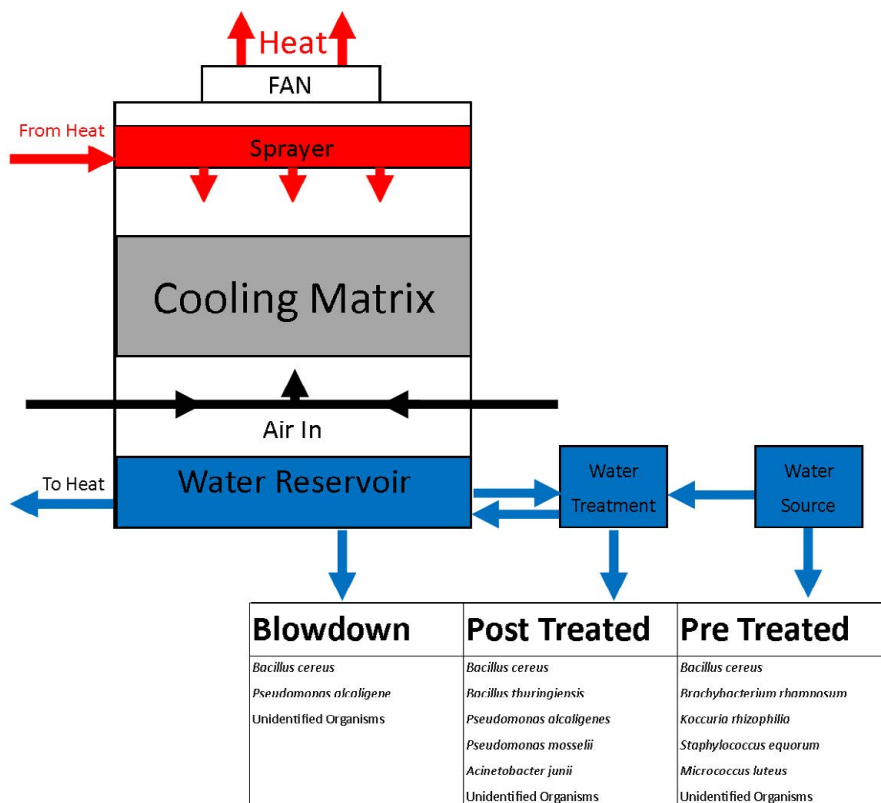 Heat
FAN
From Heat
Sprayer
Cooling Matrix
Air In
To Heat
Water Reservoir
Water
Treatment
Water
Source
Blowdown
Bacillus cereus
Pseudomonas alcaligene
Unidentified Organisms
Post Treated
Bacillus cereus
Bacillus thuringiensis
Pseudomonas alcaligenes
Pseudomonas mosselii
Acinetobacter junii
Unidentified Organisms
Pre Treated
Bacillus cereus
Brachybacterium rhamnosum
Koccuria rhizophilia
Staphylococcus equorum
Micrococcus luteus
Unidentified Organisms